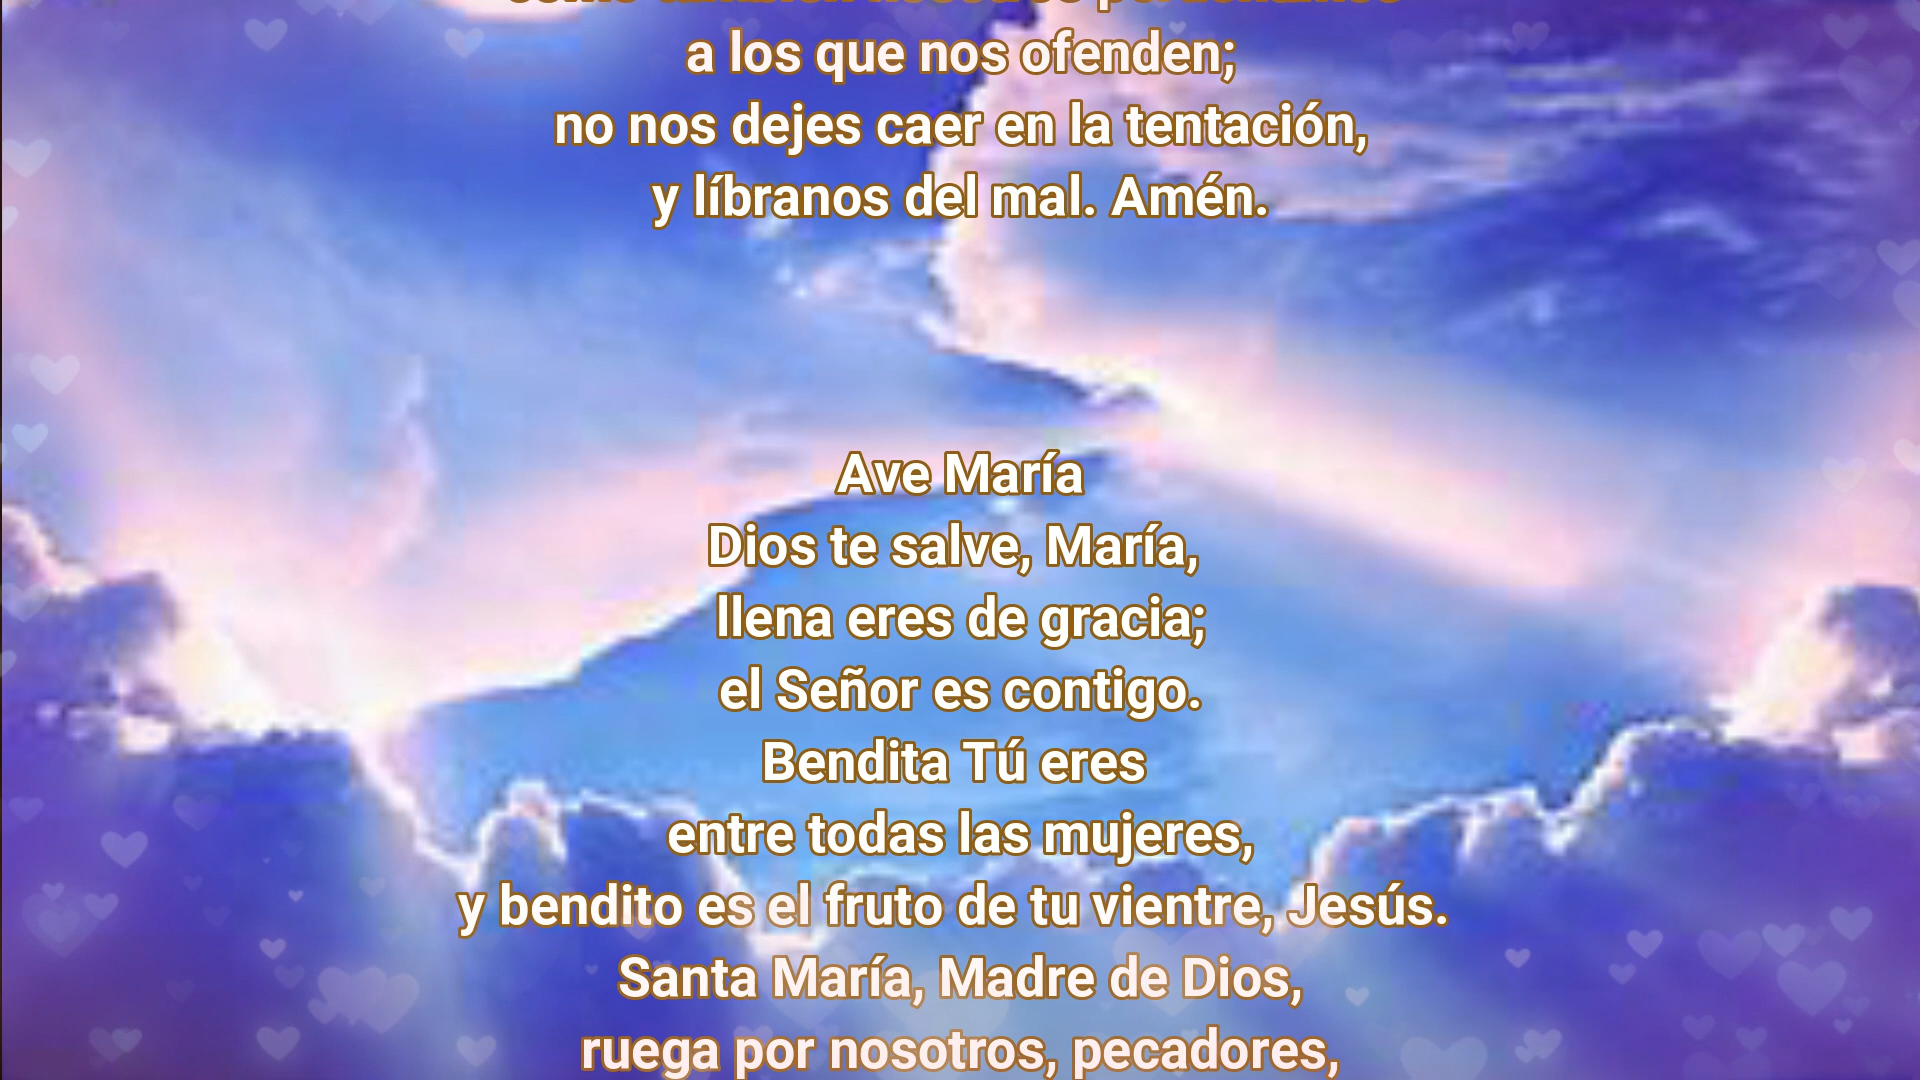 a los que nos ofenden;
no nos dejes caer en la tentación,
y líbranos del mal. Amén.
Ave María
Dios te salve, María,
llena eres de gracia;
el Señor es contigo.
Bendita Tú eres
entre todas las mujeres,
y bendito es el fruto de tu vientre, Jesús.
Santa María, Madre de Dios,
ruega por nosotros, pecadores,